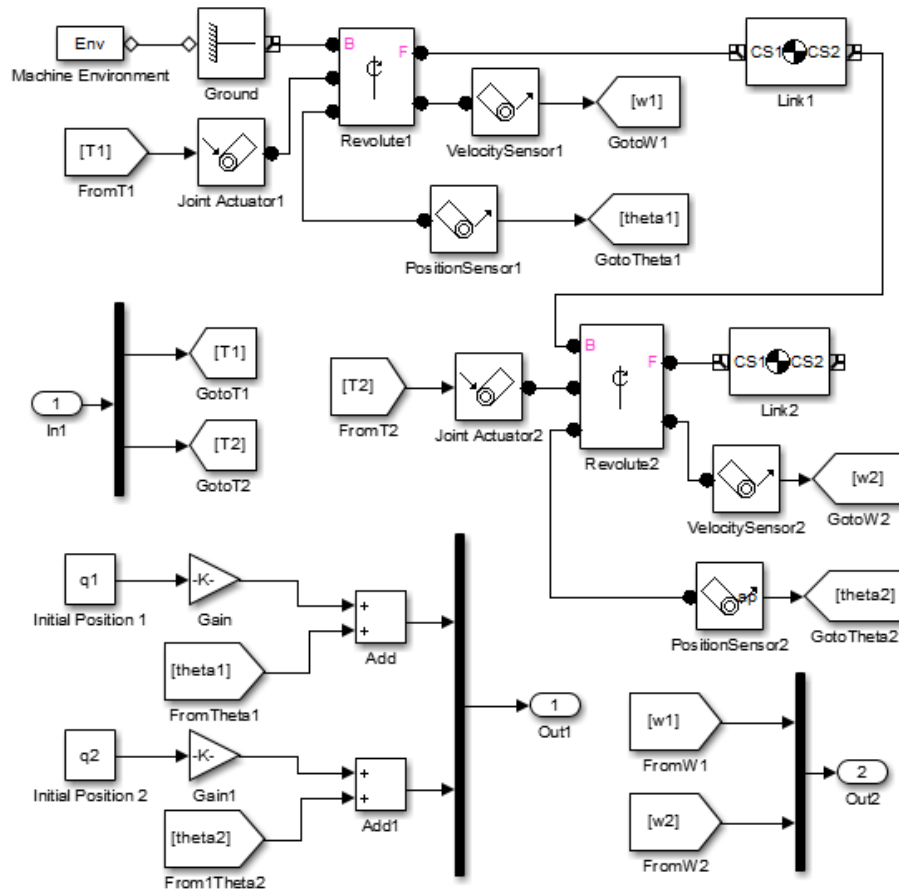 Env
Machine Environment
Ground
B
F
Revolute1
CS1
CS2
Link1
[T1]
FromT1
Joint Actuator1
VelocitySensor1
[w1]
GotoW1
PositionSensor1
[theta1]
GotoTheta1
1
In1
[T1]
GotoT1
[T2]
GotoT2
[T2]
FromT2
Joint Actuator2
B
F
Revolute2
CS1
CS2
Link2
VelocitySensor2
[w2]
GotoW2
ap
PositionSensor2
[theta2]
GotoTheta2
q1
Initial Position 1
-K-
Gain
[theta1]
FromTheta1
+
+
Add
q2
Initial Position 2
-K-
Gain1
[theta2]
From1Theta2
+
+
Add1
1
Out1
[w1]
FromW1
[w2]
FromW2
2
Out2